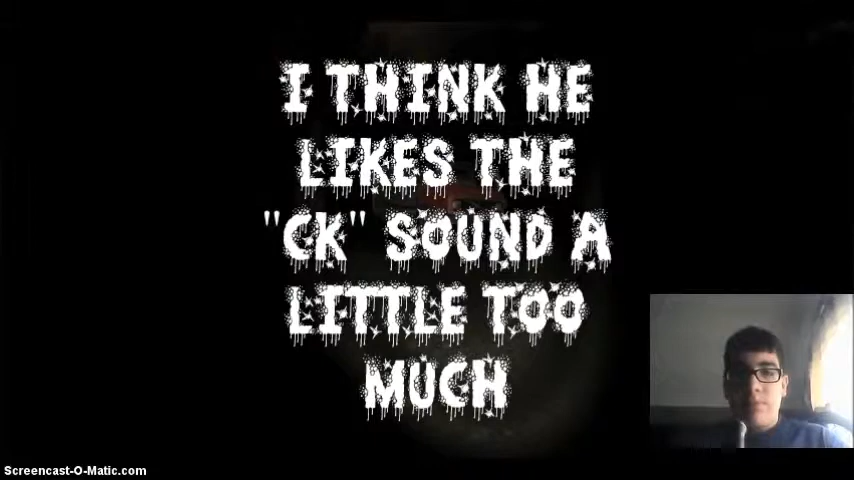 I THINK HE
LIKES THE
"CK" SOUND A
LITTLE TOO
MUCH
Screencast-O-Matic.com